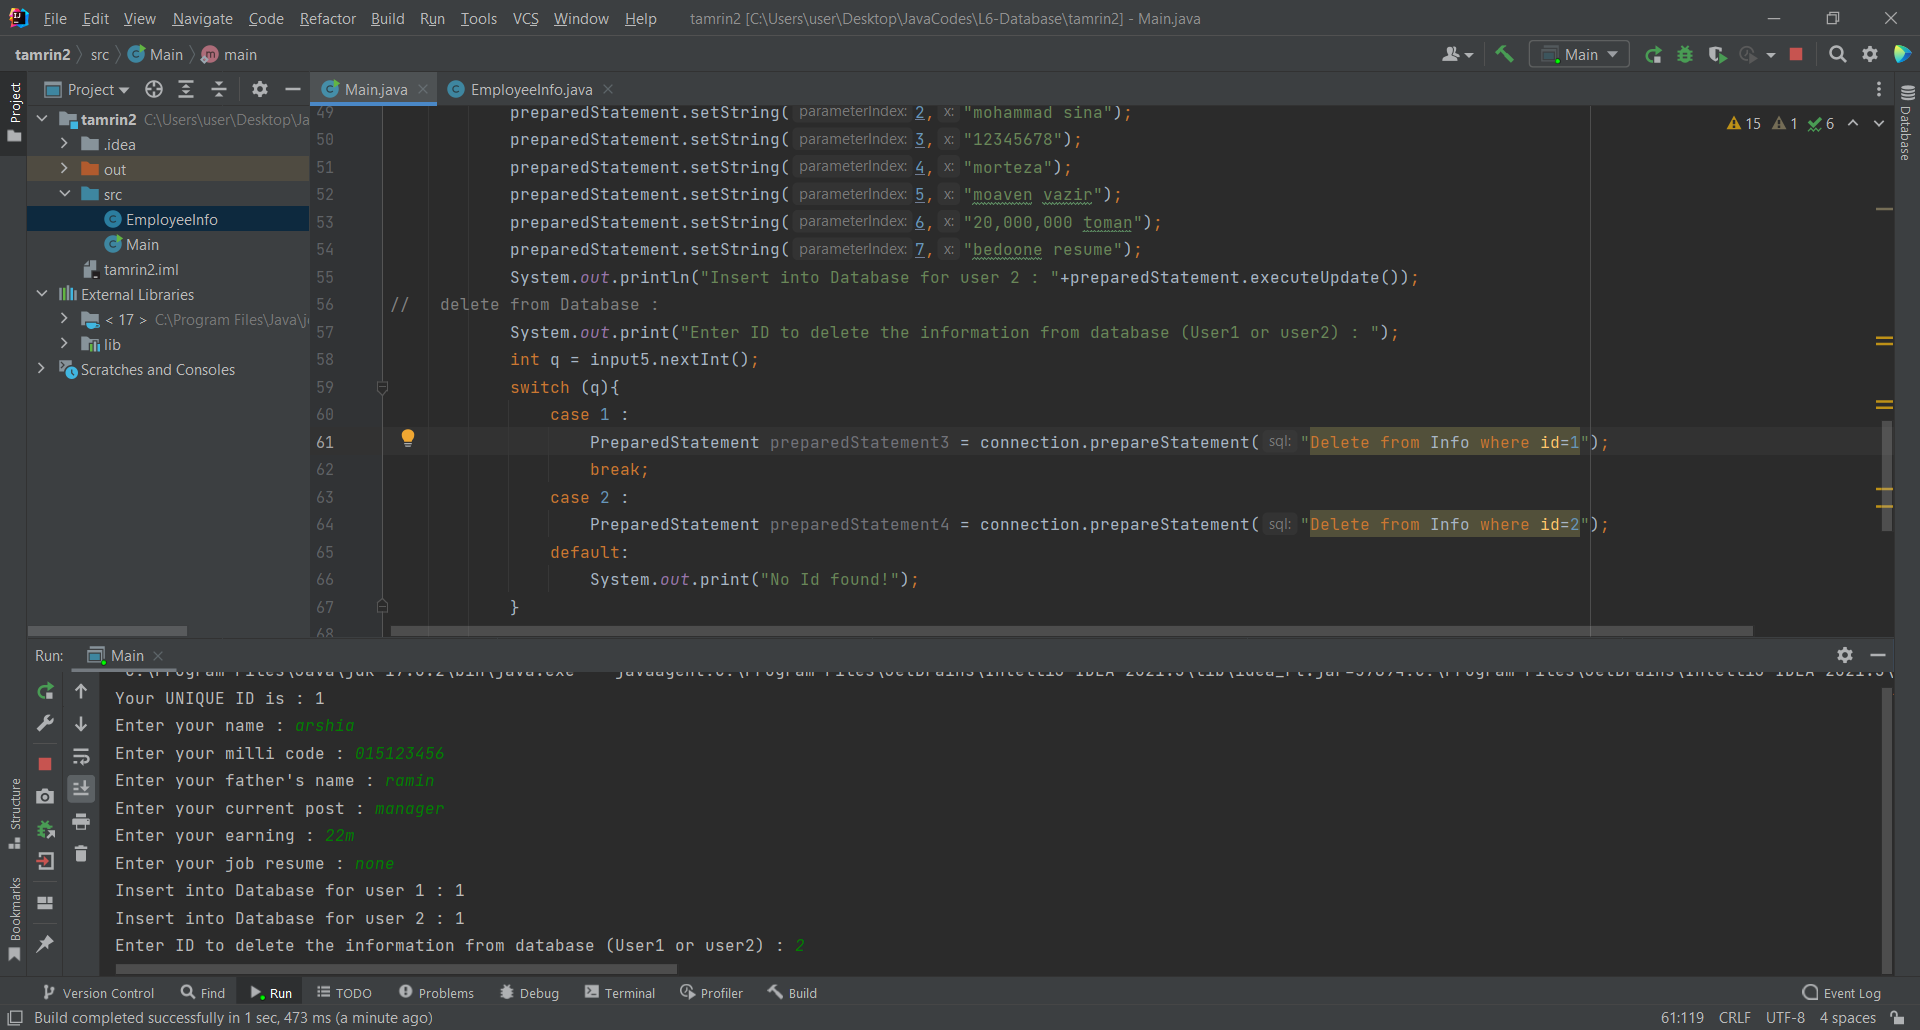 File Edit View Navigate Code Refactor Build Run Tools VCS Window Help tamrin2 [C:\Users\user\Desktop\JavaCodes\L6-Database\tamrin2] - Main.java
tamrin2 src Main main Main
Project Project Main.java EmployeeInfo.java
tamrin2 C:\Users\user\Desktop\Ja
.idea
out
src
EmployeeInfo
Main
tamrin2.iml
External Libraries
< 17 > C:\Program Files\Java\j
lib
Scratches and Consoles
15 1 6
Database
49 preparedStatement.setString( parameterIndex: 2, x: "mohammad sina");
50 preparedStatement.setString( parameterIndex: 3, x: "12345678");
51 preparedStatement.setString( parameterIndex: 4, x: "morteza");
52 preparedStatement.setString( parameterIndex: 5, x: "moaven vazir");
53 preparedStatement.setString( parameterIndex: 6, x: "20,000,000 toman");
54 preparedStatement.setString( parameterIndex: 7, x: "bedoone resume");
55 System.out.println("Insert into Database for user 2 : "+preparedStatement.executeUpdate());
56 // delete from Database :
57 System.out.print("Enter ID to delete the information from database (User1 or user2) : ");
58 int q = input5.nextInt();
59 switch (q){
60 case 1 :
61 PreparedStatement preparedStatement3 = connection.prepareStatement( sql: "Delete from Info where id=1");
62 break;
63 case 2 :
64 PreparedStatement preparedStatement4 = connection.prepareStatement( sql: "Delete from Info where id=2");
65 default:
66 System.out.print("No Id found!");
67 }
68
Run: Main
Your UNIQUE ID is : 1
Enter your name : arshia
Enter your milli code : 015123456
Enter your father's name : ramin
Enter your current post : manager
Enter your earning : 22m
Enter your job resume : none
Insert into Database for user 1 : 1
Insert into Database for user 2 : 1
Enter ID to delete the information from database (User1 or user2) : 2
Structure
Bookmarks
Version Control Find Run TODO Problems Debug Terminal Profiler Build Event Log
Build completed successfully in 1 sec, 473 ms (a minute ago) 61:119 CRLF UTF-8 4 spaces